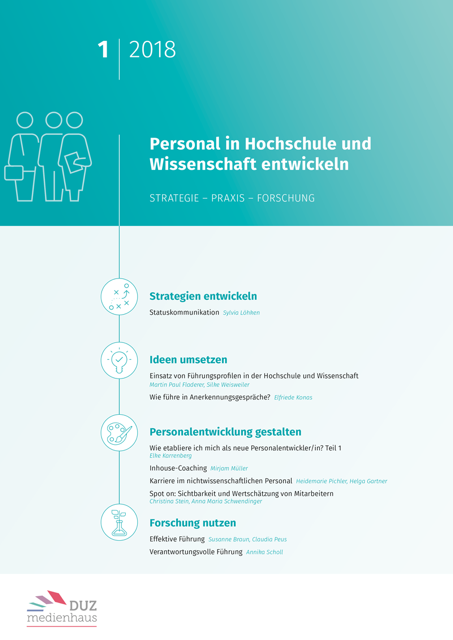 1 | 2018
Personal in Hochschule und
Wissenschaft entwickeln
STRATEGIE – PRAXIS – FORSCHUNG
Strategien entwickeln
Statuskommunikation Sylvia Löhken
Ideen umsetzen
Einsatz von Führungsprofilen in der Hochschule und Wissenschaft
Martin Paul Fladerer, Silke Weisweiler
Wie führe in Anerkennungsgespräche? Elfriede Konas
Personalentwicklung gestalten
Wie etabliere ich mich als neue Personalentwickler/in? Teil 1
Elke Karrenberg
Inhouse-Coaching Mirjam Müller
Karriere im nichtwissenschaftlichen Personal Heidemarie Pichler, Helga Gartner
Spot on: Sichtbarkeit und Wertschätzung von Mitarbeitern
Christina Stein, Anna Maria Schwendinger
Forschung nutzen
Effektive Führung Susanne Braun, Claudia Peus
Verantwortungsvolle Führung Annika Scholl
DUZ
medienhaus